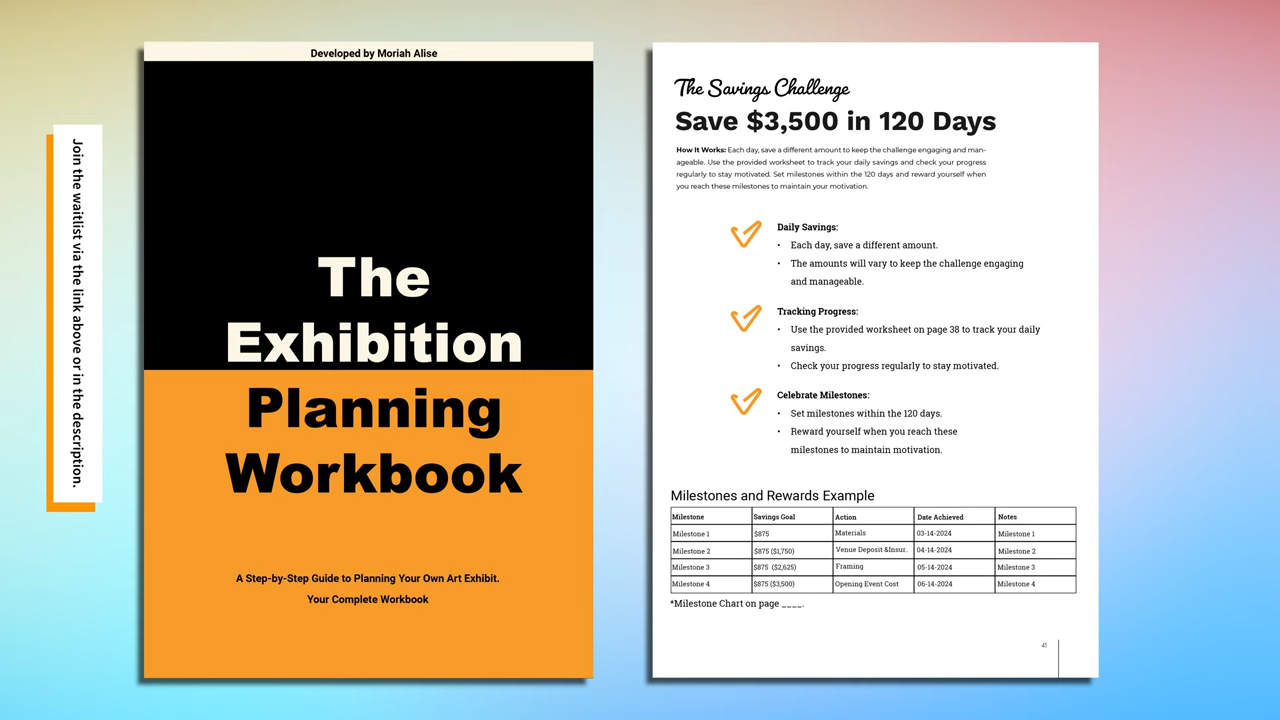 Join the waitlist via the link above or in the description.
Developed by Moriah Alise
The
Exhibition
Planning
Workbook
A Step-by-Step Guide to Planning Your Own Art Exhibit.
Your Complete Workbook
The Savings Challenge
Save $3,500 in 120 Days
How It Works: Each day, save a different amount to keep the challenge engaging and man-
ageable. Use the provided worksheet to track your daily savings and check your progress
regularly to stay motivated. Set milestones within the 120 days and reward yourself when
you reach these milestones to maintain your motivation.
Daily Savings:
• Each day, save a different amount.
• The amounts will vary to keep the challenge engaging
and manageable.
Tracking Progress:
• Use the provided worksheet on page 38 to track your daily
savings.
• Check your progress regularly to stay motivated.
Celebrate Milestones:
• Set milestones within the 120 days.
• Reward yourself when you reach these
milestones to maintain motivation.
Milestones and Rewards Example
Milestone Savings Goal Action Date Achieved Notes
Milestone 1 $875 Materials 03-14-2024 Milestone 1
Milestone 2 $875 ($1,750) Venue Deposit &Insur. 04-14-2024 Milestone 2
Milestone 3 $875 ($2,625) Framing 05-14-2024 Milestone 3
Milestone 4 $875 ($3,500) Opening Event Cost 06-14-2024 Milestone 4
*Milestone Chart on page ____.
41